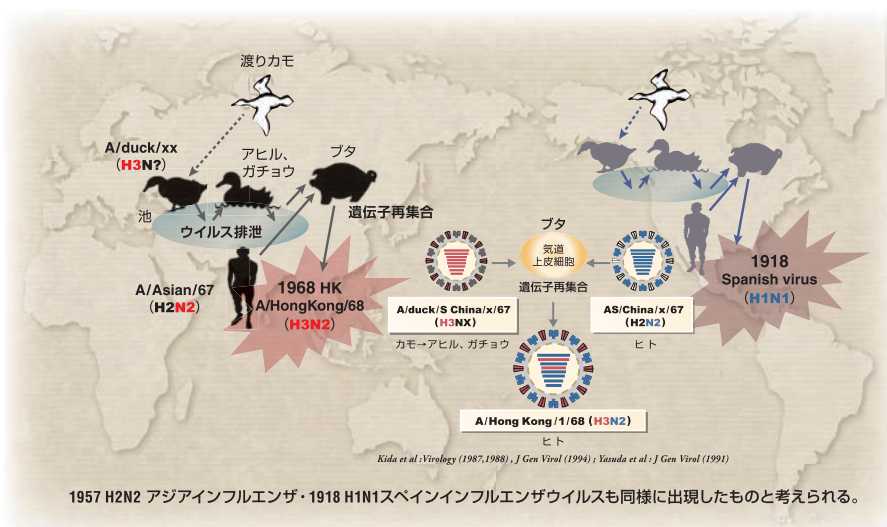 渡りカモ
A/duck/xx
(H3N?)
アヒル、
ガチョウ
ブタ
池
ウイルス排泄
遺伝子再集合
A/Asian/67
(H2N2)
1968 HK
A/HongKong/68
(H3N2)
ブタ
気道
上皮細胞
遺伝子再集合
A/duck/S China/x/67
(H3NX)
カモ→アヒル、ガチョウ
AS/China/x/67
(H2N2)
ヒト
A/Hong Kong/1/68 (H3N2)
ヒト
1918
Spanish virus
(H1N1)
Kida et al :Virology (1987,1988) , J Gen Virol (1994) ; Yasuda et al : J Gen Virol (1991)
1957 H2N2 アジアインフルエンザ・1918 H1N1スペインインフルエンザウイルスも同様に出現したものと考えられる。